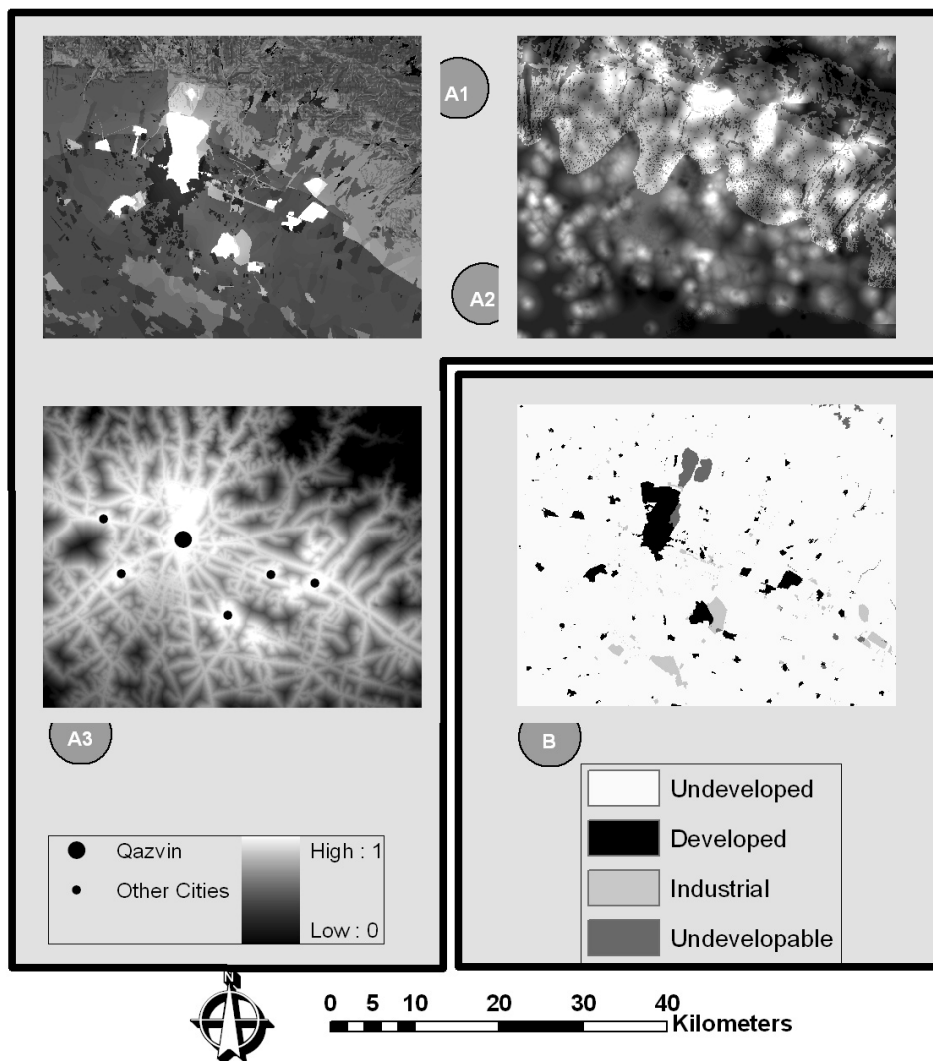 A1
A2
A3
B
Qazvin
Other Cities
High : 1
Low : 0
Undeveloped
Developed
Industrial
Undevelopable
N
0 5 10 20 30 40
Kilometers